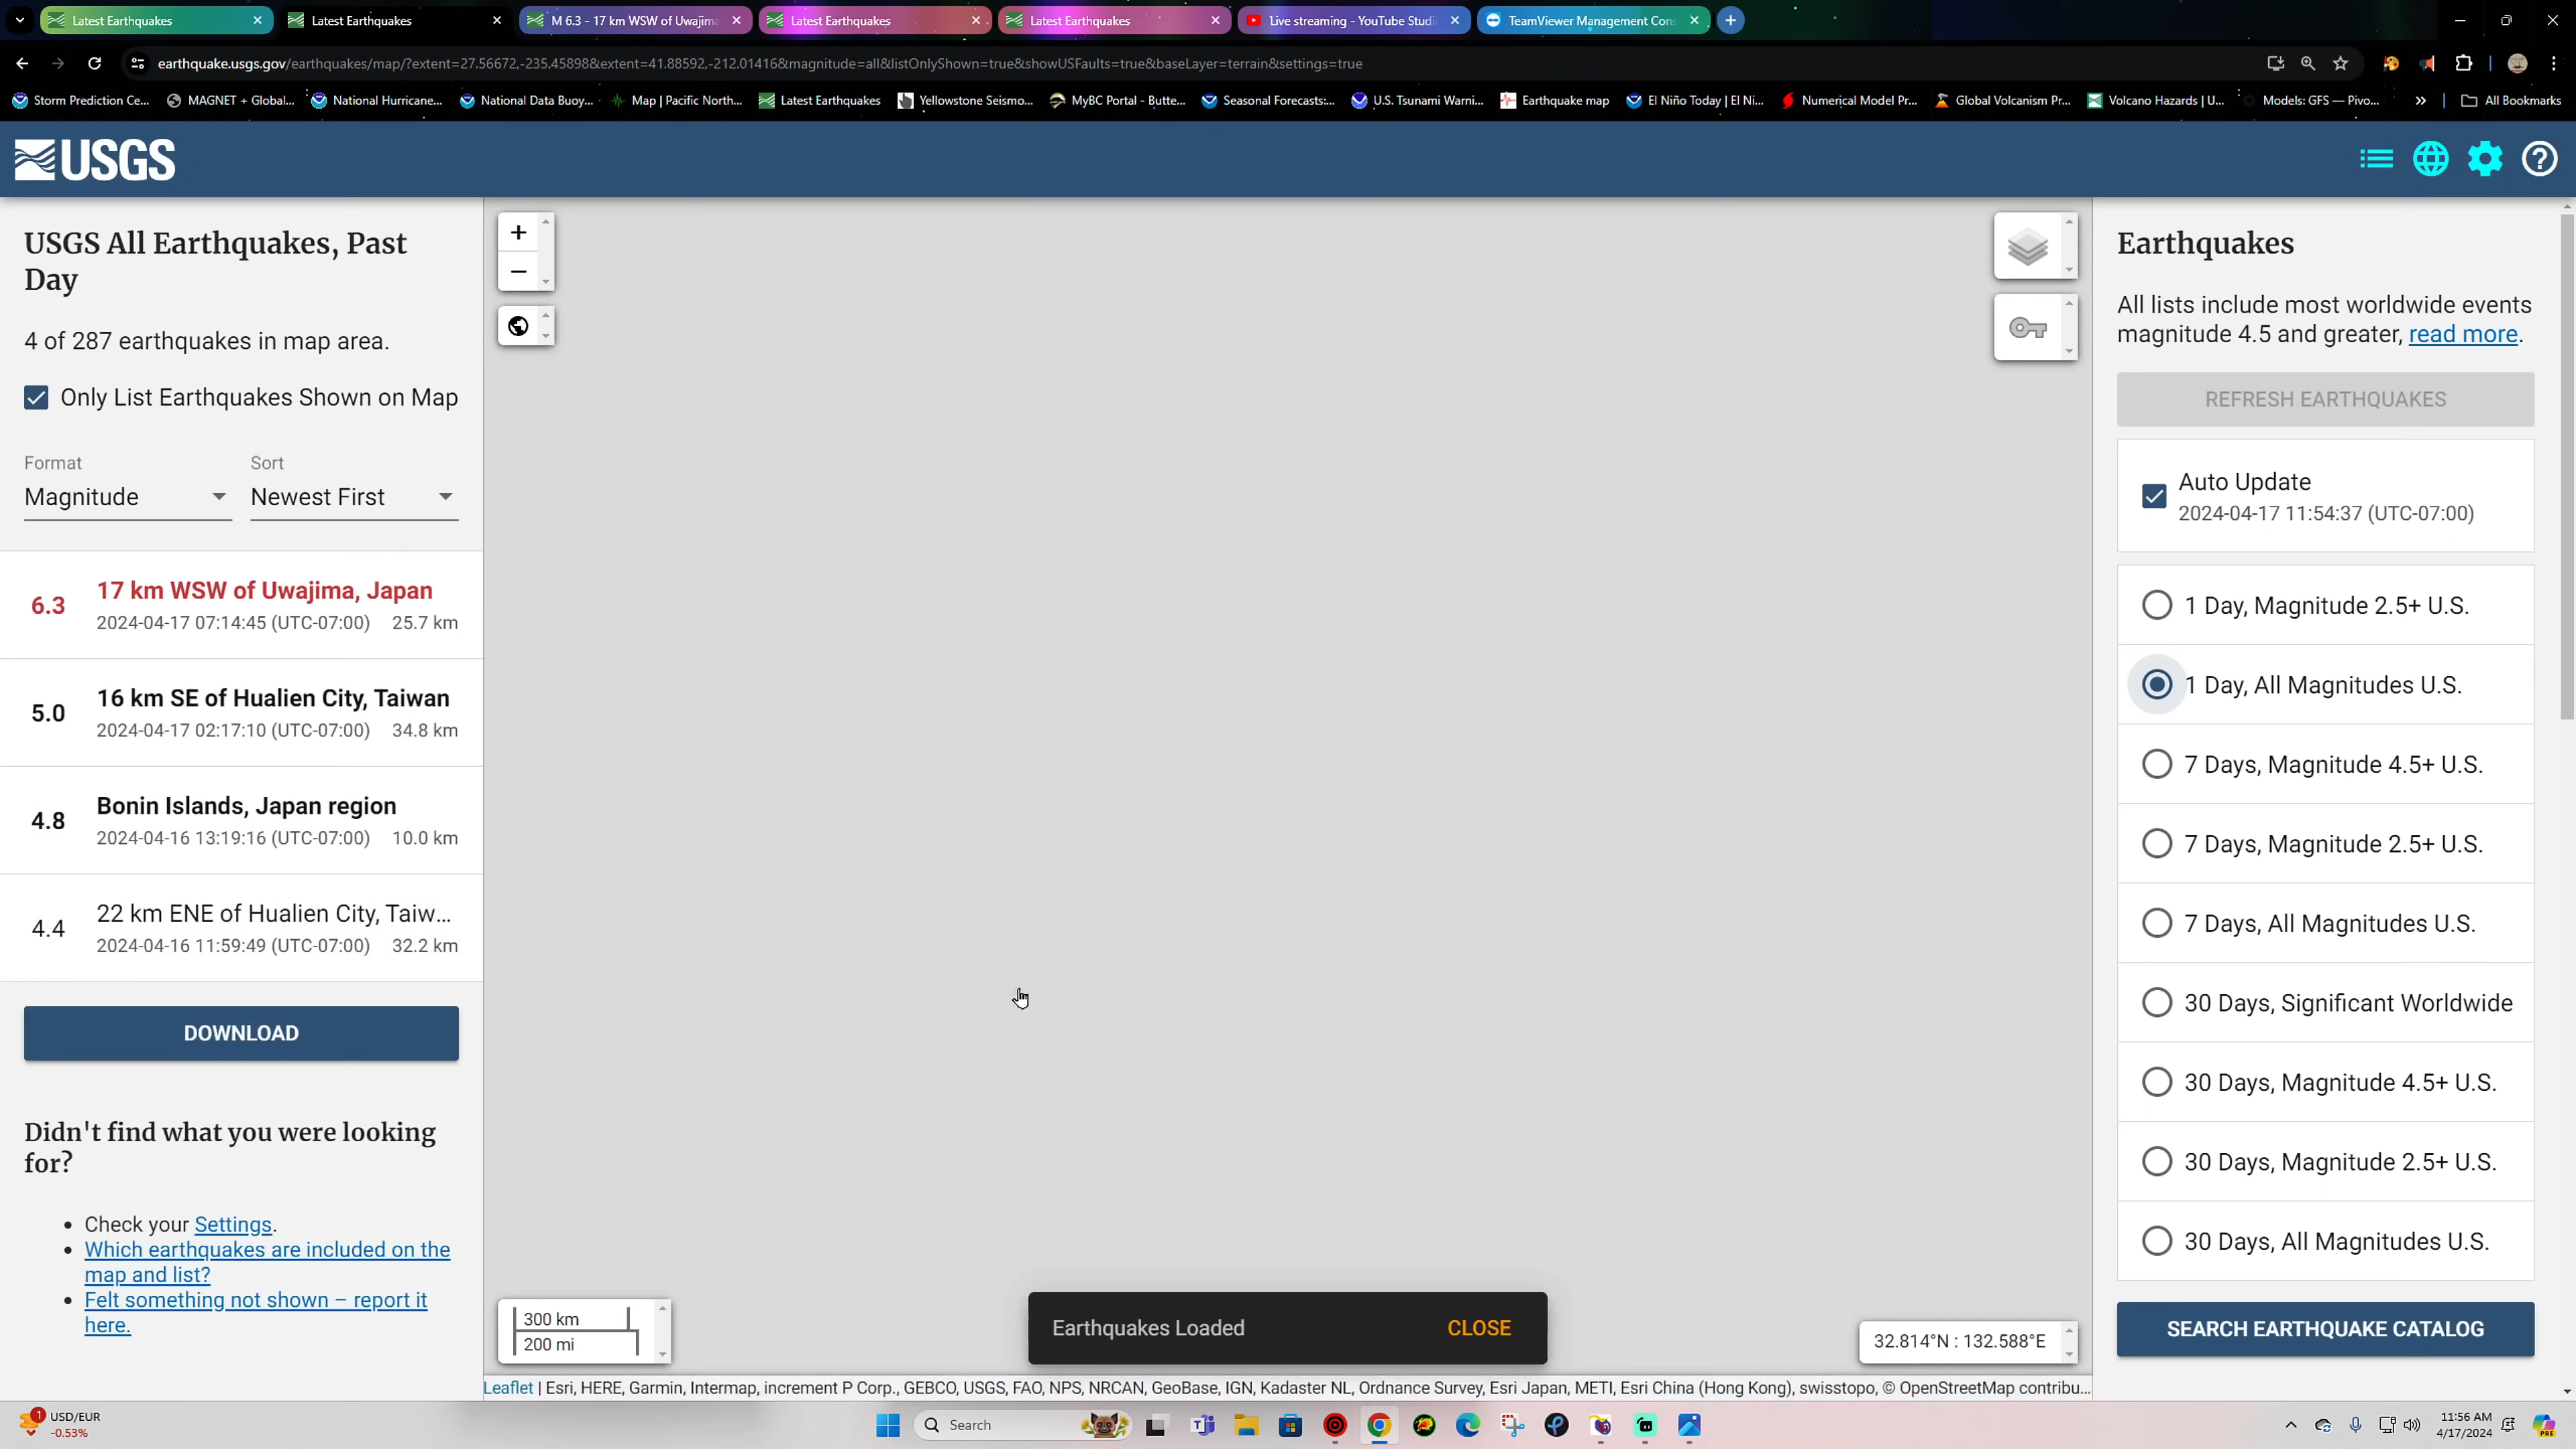 Latest Earthquakes
Latest Earthquakes
M 6.3 - 17 km WSW of Uwajima
Latest Earthquakes
Latest Earthquakes
Live streaming - YouTube Studi
TeamViewer Management Cons
earthquake.usgs.gov/earthquakes/map/?extent=27.56672,-235.45898&extent=41.88592,-212.01416&magnitude=all&listOnlyShown=true&showUSFaults=true&baseLayer=terrain&settings=true
Storm Prediction Ce...
MAGNET + Global...
National Hurricane...
National Data Buoy...
Map | Pacific North...
Latest Earthquakes
Yellowstone Seismo...
MyBC Portal - Butte...
Seasonal Forecasts:...
U.S. Tsunami Warni...
Earthquake map
El Niño Today | El Ni...
Numerical Model Pr...
Global Volcanism Pr...
Volcano Hazards | U...
Models: GFS — Pivo...
All Bookmarks
USGS
USGS All Earthquakes, Past
Day
4 of 287 earthquakes in map area.
Only List Earthquakes Shown on Map
Format
Sort
Magnitude
Newest First
6.3
17 km WSW of Uwajima, Japan
2024-04-17 07:14:45 (UTC-07:00) 25.7 km
5.0
16 km SE of Hualien City, Taiwan
2024-04-17 02:17:10 (UTC-07:00) 34.8 km
4.8
Bonin Islands, Japan region
2024-04-16 13:19:16 (UTC-07:00) 10.0 km
4.4
22 km ENE of Hualien City, Taiw...
2024-04-16 11:59:49 (UTC-07:00) 32.2 km
DOWNLOAD
Didn't find what you were looking
for?
Check your Settings.
Which earthquakes are included on the
map and list?
Felt something not shown – report it
here.
+
−
300 km
200 mi
Earthquakes Loaded
CLOSE
32.814°N : 132.588°E
Leaflet | Esri, HERE, Garmin, Intermap, increment P Corp., GEBCO, USGS, FAO, NPS, NRCAN, GeoBase, IGN, Kadaster NL, Ordnance Survey, Esri Japan, METI, Esri China (Hong Kong), swisstopo, © OpenStreetMap contribu...
Earthquakes
All lists include most worldwide events
magnitude 4.5 and greater, read more.
REFRESH EARTHQUAKES
Auto Update
2024-04-17 11:54:37 (UTC-07:00)
1 Day, Magnitude 2.5+ U.S.
1 Day, All Magnitudes U.S.
7 Days, Magnitude 4.5+ U.S.
7 Days, Magnitude 2.5+ U.S.
7 Days, All Magnitudes U.S.
30 Days, Significant Worldwide
30 Days, Magnitude 4.5+ U.S.
30 Days, Magnitude 2.5+ U.S.
30 Days, All Magnitudes U.S.
SEARCH EARTHQUAKE CATALOG
1
USD/EUR
-0.53%
Search
11:56 AM
4/17/2024
PRE